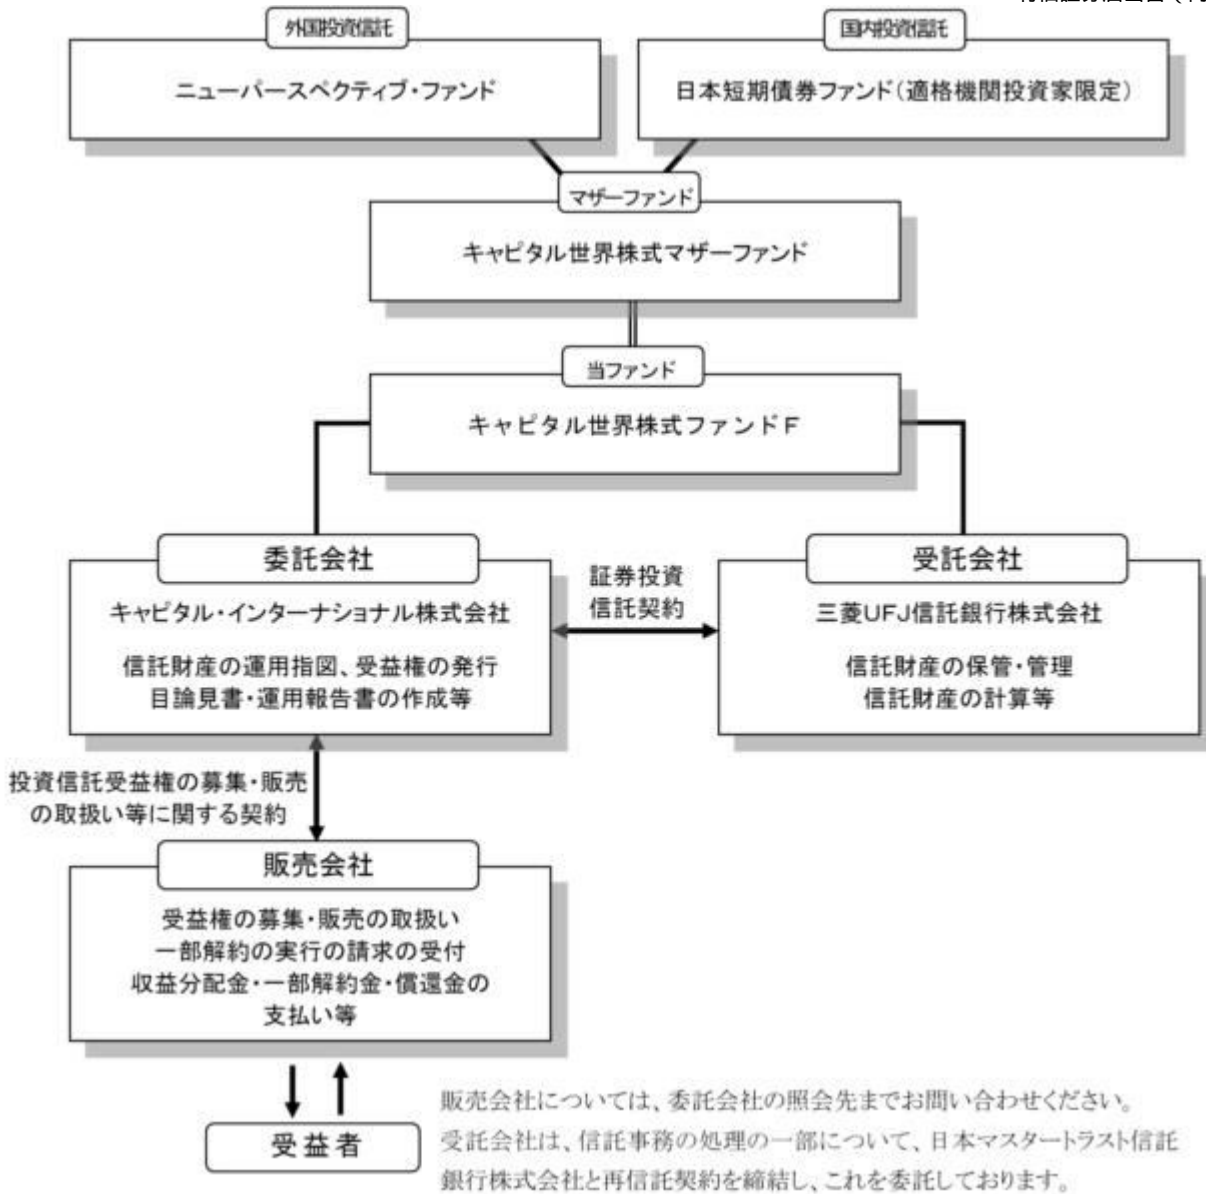 外国投資信託
ニューパースペクティブ・ファンド
国内投資信託
日本短期債券ファンド（適格機関投資家限定）
マザーファンド
キャピタル世界株式マザーファンド
当ファンド
キャピタル世界株式ファンドＦ
委託会社
キャピタル・インターナショナル株式会社
信託財産の運用指図、受益権の発行
目論見書・運用報告書の作成等
証券投資
信託契約
受託会社
三菱UFJ信託銀行株式会社
信託財産の保管・管理
信託財産の計算等
投資信託受益権の募集・販売
の取扱い等に関する契約
販売会社
受益権の募集・販売の取扱い
一部解約の実行の請求の受付
収益分配金・一部解約金・償還金の
支払い等
受益者
販売会社については、委託会社の照会先までお問い合わせください。
受託会社は、信託事務の処理の一部について、日本マスタートラスト信託
銀行株式会社と再信託契約を締結し、これを委託しております。